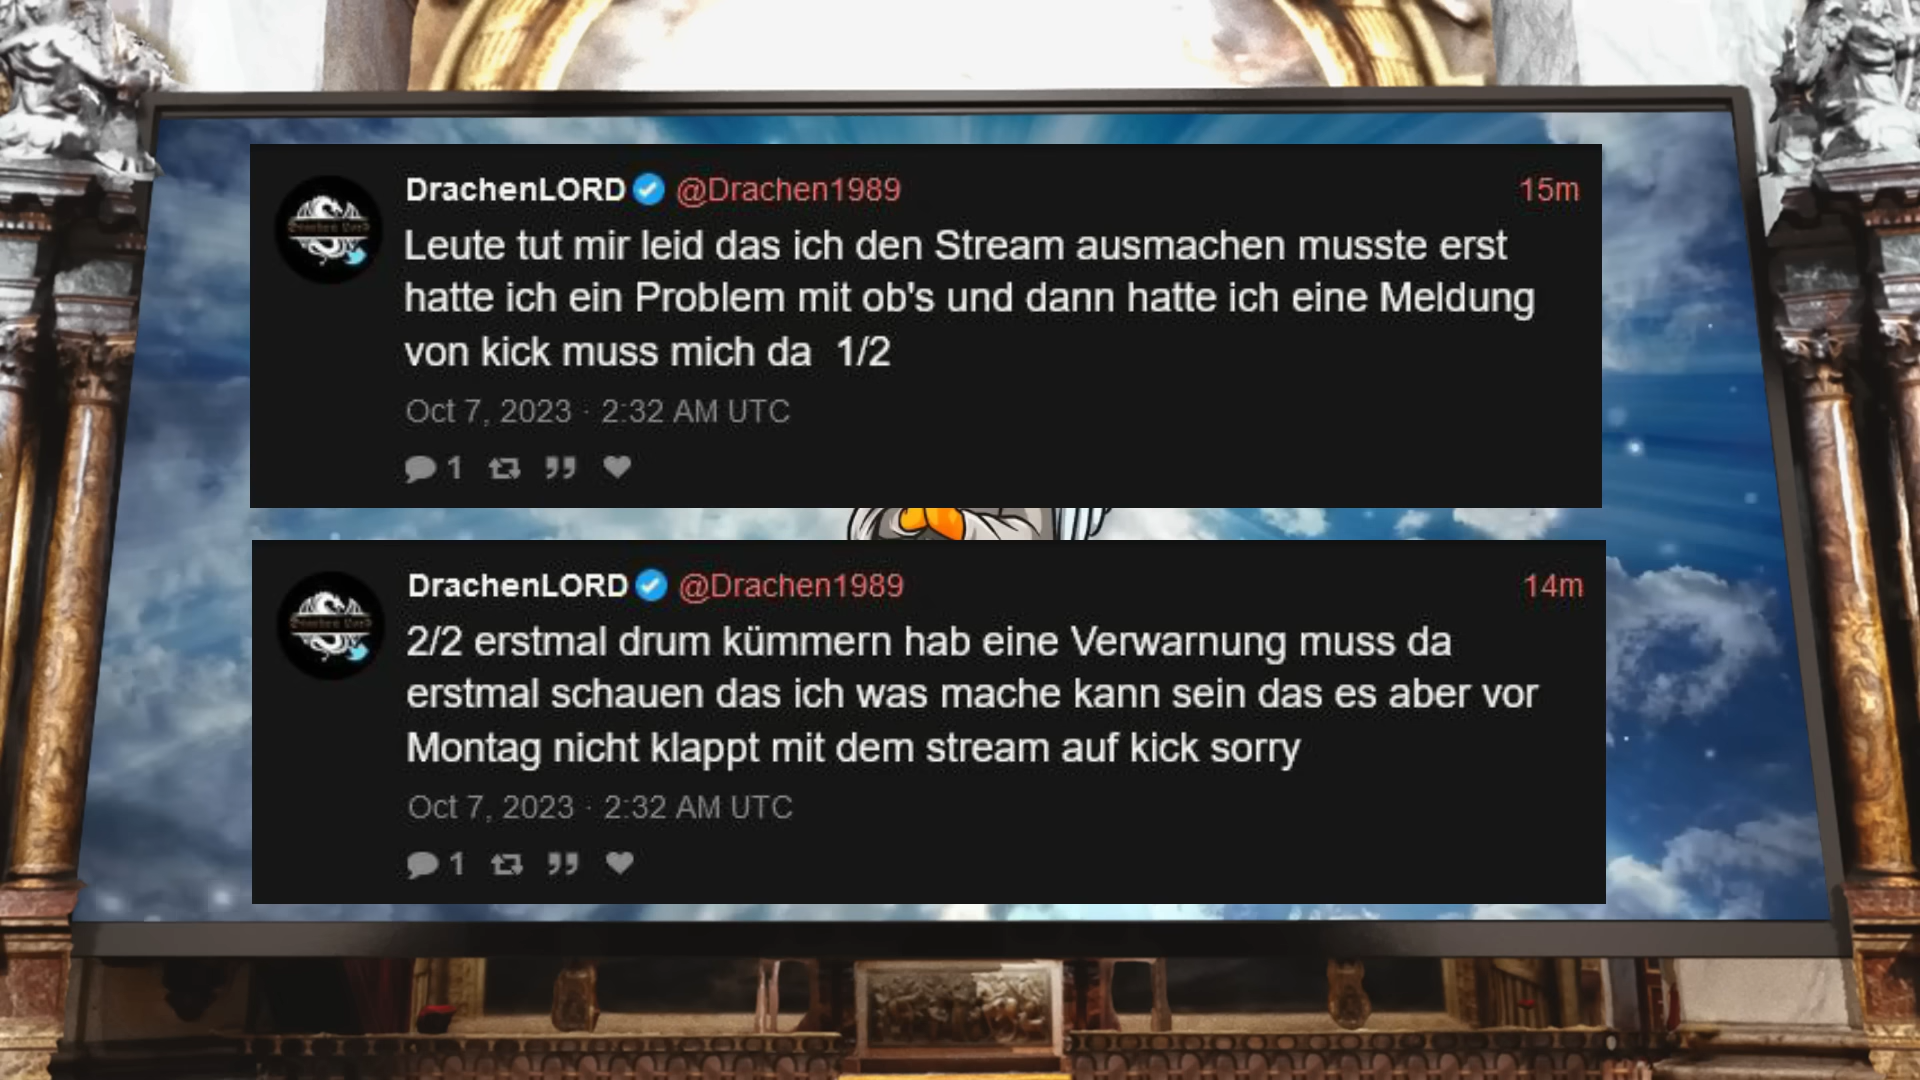 DrachenLORD @Drachen1989 15m
Leute tut mir leid das ich den Stream ausmachen musste erst
hatte ich ein Problem mit ob's und dann hatte ich eine Meldung
von kick muss mich da  1/2
Oct 7, 2023 · 2:32 AM UTC
1
DrachenLORD @Drachen1989 14m
2/2 erstmal drum kümmern hab eine Verwarnung muss da
erstmal schauen das ich was mache kann sein das es aber vor
Montag nicht klappt mit dem stream auf kick sorry
Oct 7, 2023 · 2:32 AM UTC
1